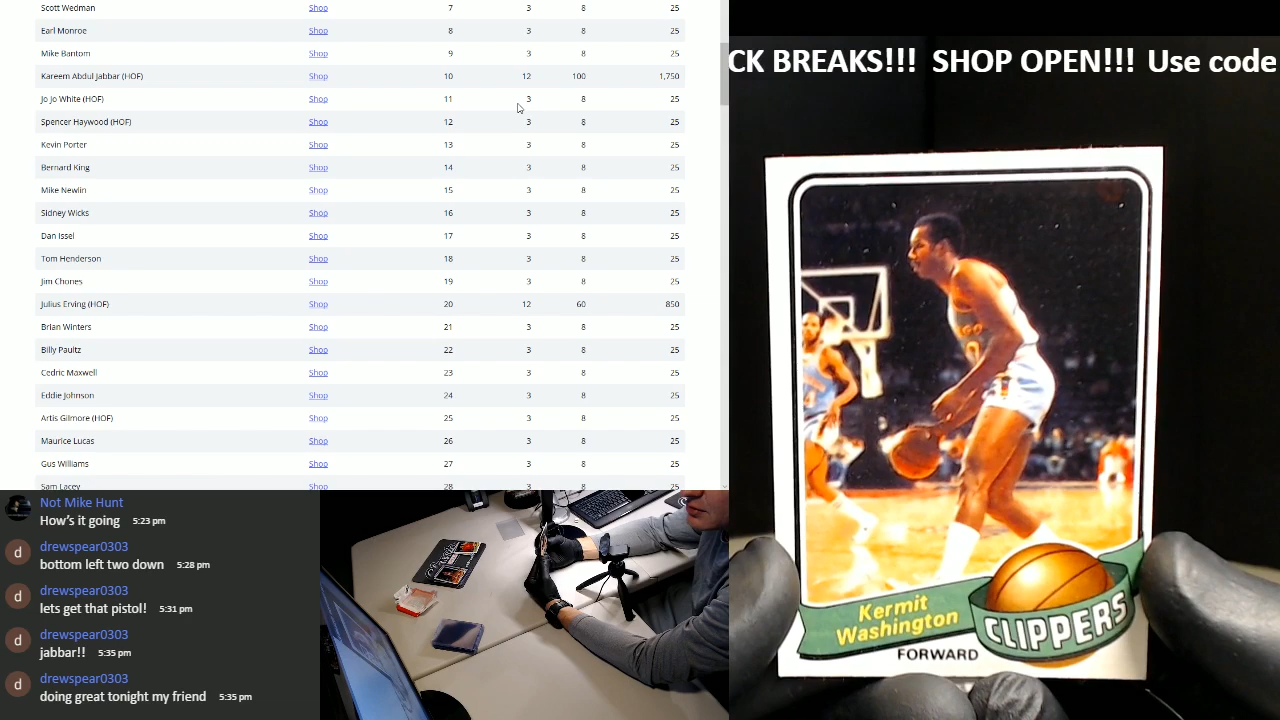 Scott Wedman Shop 7 3 8 25
Earl Monroe Shop 8 3 8 25
Mike Bantom Shop 9 3 8 25
Kareem Abdul Jabbar (HOF) Shop 10 12 100 1,750
Jo Jo White (HOF) Shop 11 3 8 25
Spencer Haywood (HOF) Shop 12 3 8 25
Kevin Porter Shop 13 3 8 25
Bernard King Shop 14 3 8 25
Mike Newlin Shop 15 3 8 25
Sidney Wicks Shop 16 3 8 25
Dan Issel Shop 17 3 8 25
Tom Henderson Shop 18 3 8 25
Jim Chones Shop 19 3 8 25
Julius Erving (HOF) Shop 20 12 60 850
Brian Winters Shop 21 3 8 25
Billy Paultz Shop 22 3 8 25
Cedric Maxwell Shop 23 3 8 25
Eddie Johnson Shop 24 3 8 25
Artis Gilmore (HOF) Shop 25 3 8 25
Maurice Lucas Shop 26 3 8 25
Gus Williams Shop 27 3 8 25
Sam Lacey Shop 28 3 8 25
Not Mike Hunt
How's it going 5:23 pm
drewspear0303
bottom left two down 5:28 pm
drewspear0303
lets get that pistol! 5:31 pm
drewspear0303
jabbar!! 5:35 pm
drewspear0303
doing great tonight my friend 5:35 pm
CK BREAKS!!! SHOP OPEN!!! Use code
Kermit
Washington
CLIPPERS
FORWARD